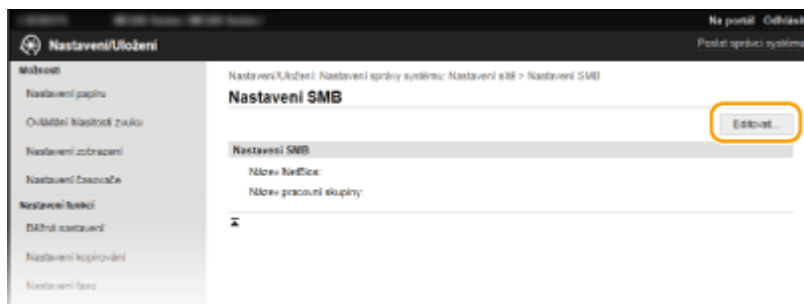 Na portál Odhlásit
Nastavení/Uložení
Poslat správci systému
Možnosti
Nastavení papíru
Ovládání hlasitosti zvuku
Nastavení zobrazení
Nastavení časovače
Nastavení funkcí
Běžná nastavení
Nastavení kopírování
Nastavení faxu
Nastavení/Uložení: Nastavení správy systému: Nastavení sítě > Nastavení SMB
Nastavení SMB
Editovat...
Nastavení SMB
Název NetBios:
Název pracovní skupiny: